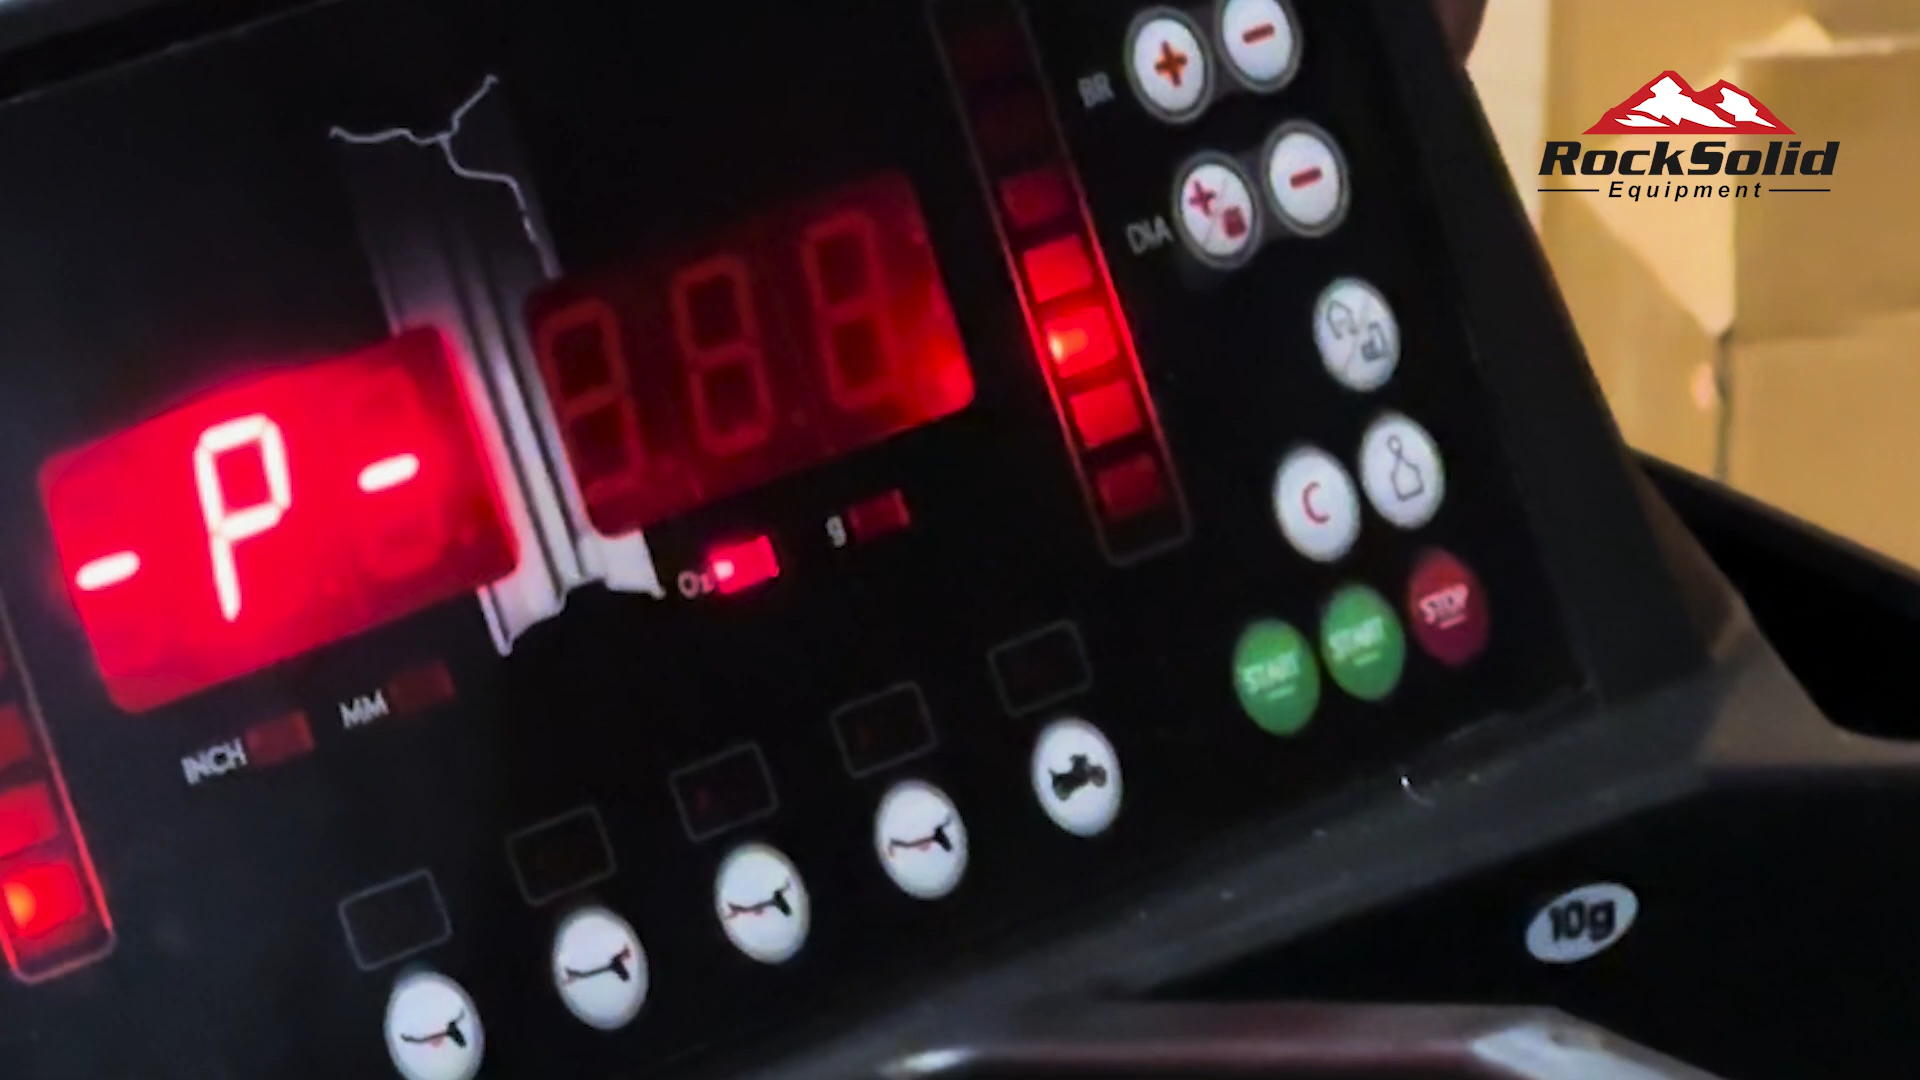 BR
RockSolid
Equipment
DIA
- P -
Oz
g
C
INCH
MM
START
START
STOP
10g